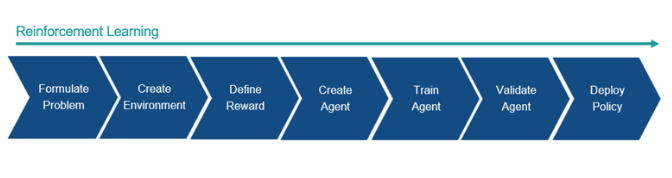 Reinforcement Learning
Formulate
Problem
Create
Environment
Define
Reward
Create
Agent
Train
Agent
Validate
Agent
Deploy
Policy